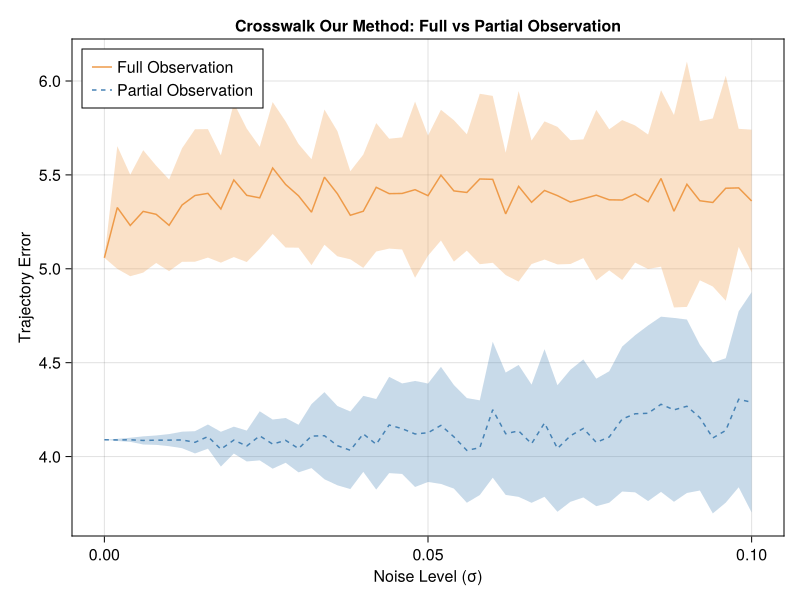 Crosswalk Our Method: Full vs Partial Observation
Full Observation
Partial Observation
Trajectory Error
6.0
5.5
5.0
4.5
4.0
0.00
0.05
0.10
Noise Level (σ)